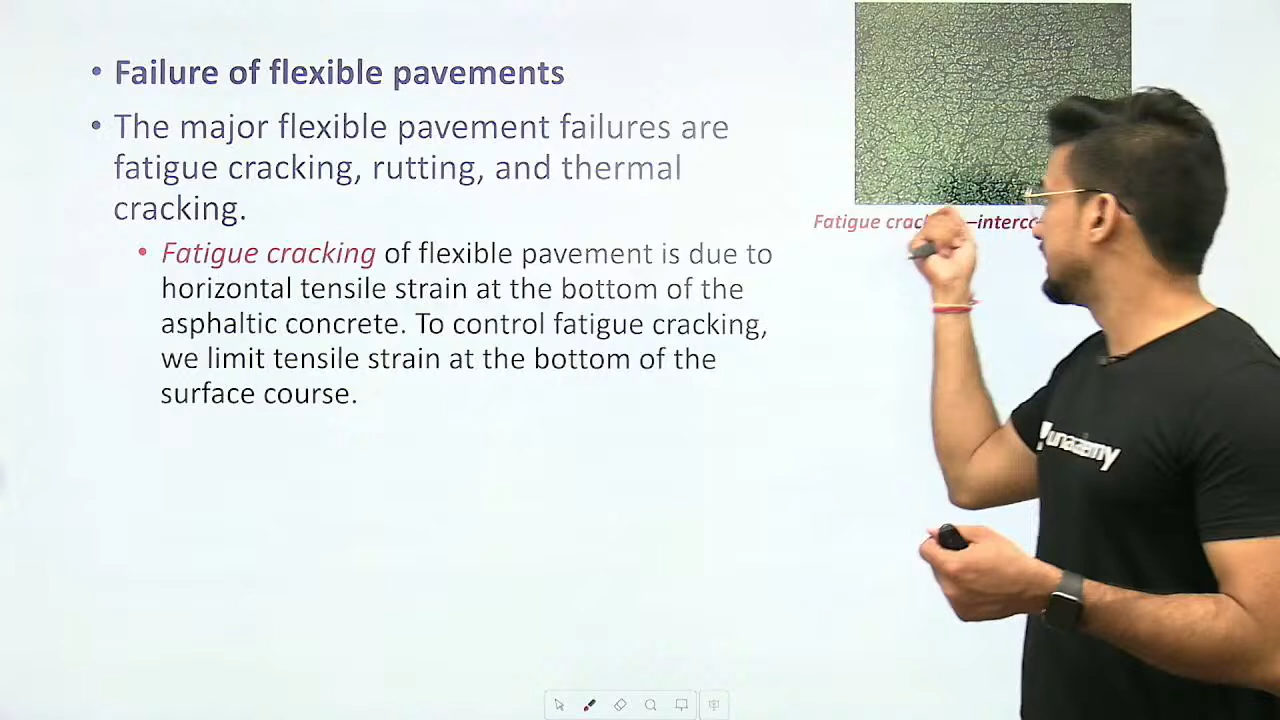 • Failure of flexible pavements
• The major flexible pavement failures are
fatigue cracking, rutting, and thermal
cracking.
• Fatigue cracking of flexible pavement is due to
horizontal tensile strain at the bottom of the
asphaltic concrete. To control fatigue cracking,
we limit tensile strain at the bottom of the
surface course.
Fatigue
unacademy